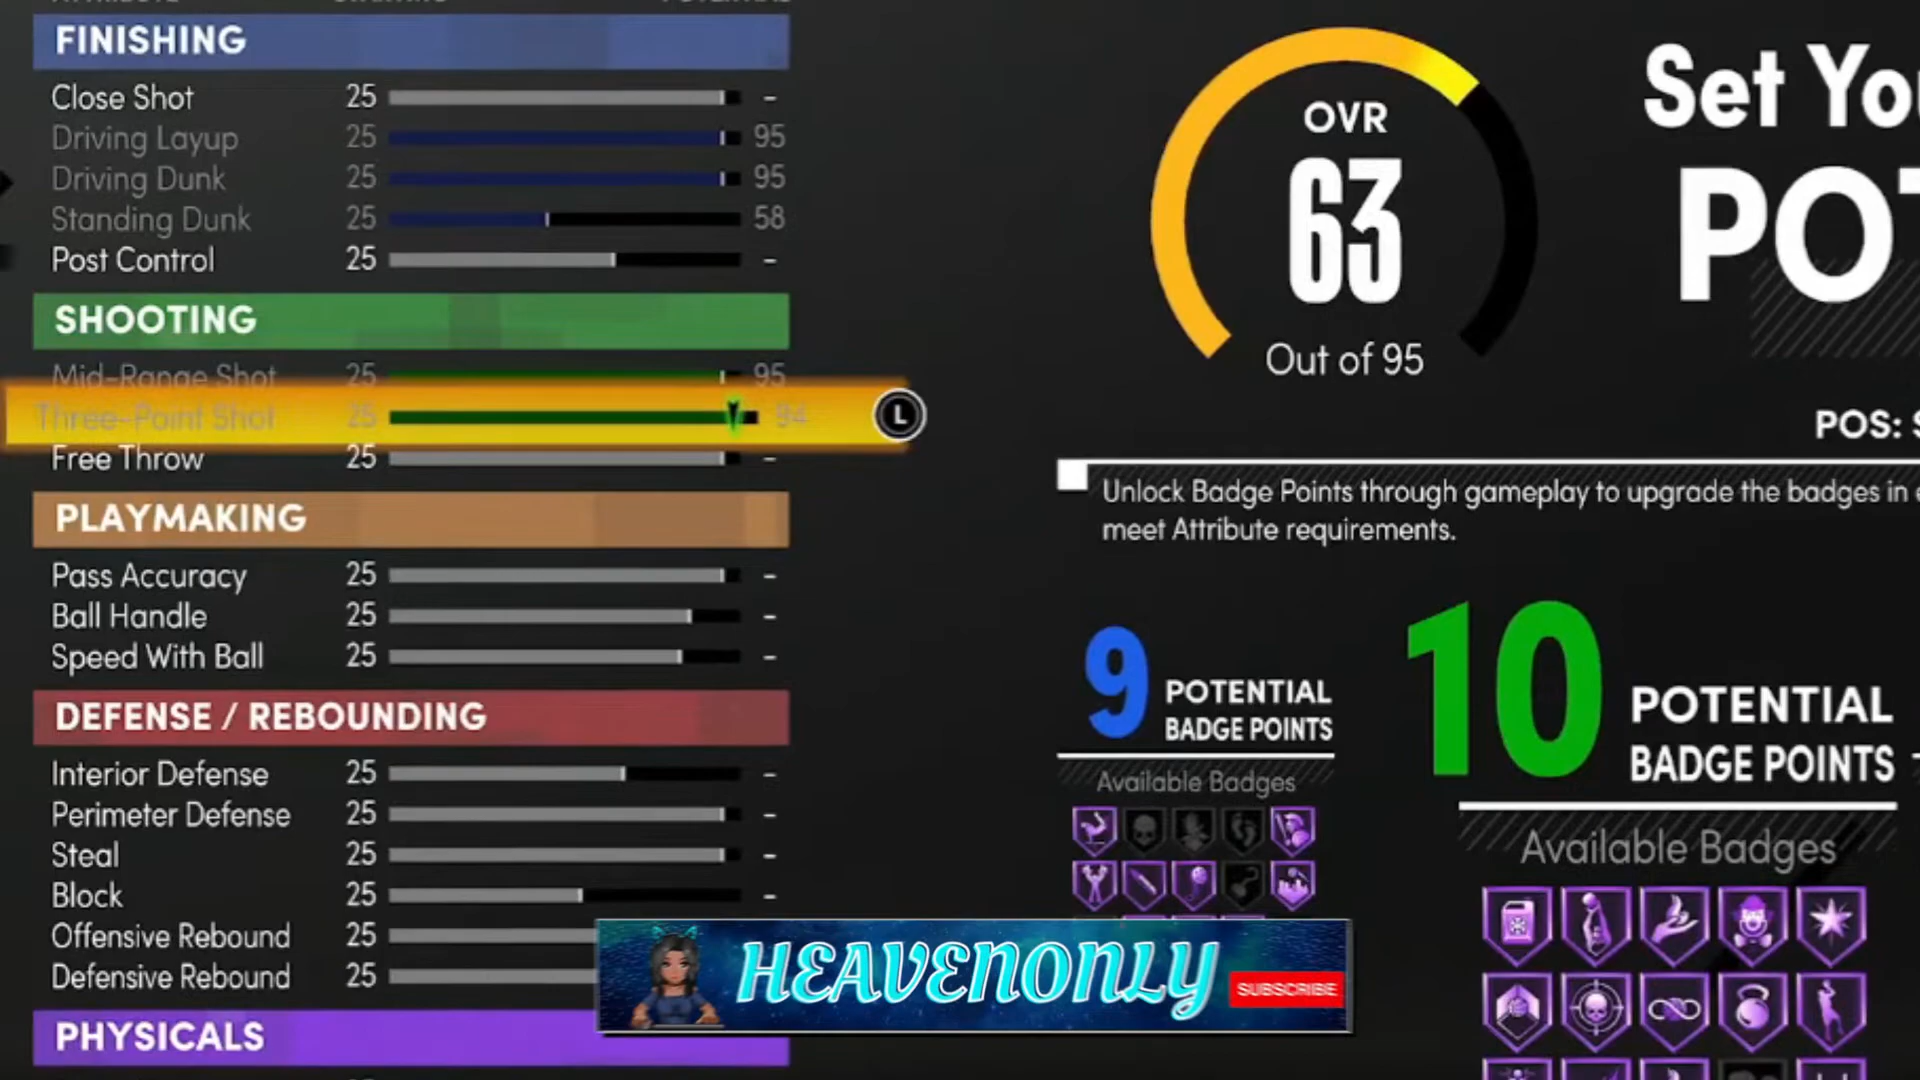 FINISHING
Close Shot 25 -
Driving Layup 25 95
Driving Dunk 25 95
Standing Dunk 25 58
Post Control 25 -
SHOOTING
Mid-Range Shot 25 95
Three-Point Shot 25 94
L
Free Throw 25 -
PLAYMAKING
Pass Accuracy 25 -
Ball Handle 25 -
Speed With Ball 25 -
DEFENSE / REBOUNDING
Interior Defense 25 -
Perimeter Defense 25 -
Steal 25 -
Block 25 -
Offensive Rebound 25
Defensive Rebound 25
PHYSICALS
OVR
63
Out of 95
Set You
POT
POS: S
Unlock Badge Points through gameplay to upgrade the badges in e
meet Attribute requirements.
9 POTENTIAL
BADGE POINTS
Available Badges
10 POTENTIAL
BADGE POINTS
Available Badges
HEAVENONLY
SUBSCRIBE